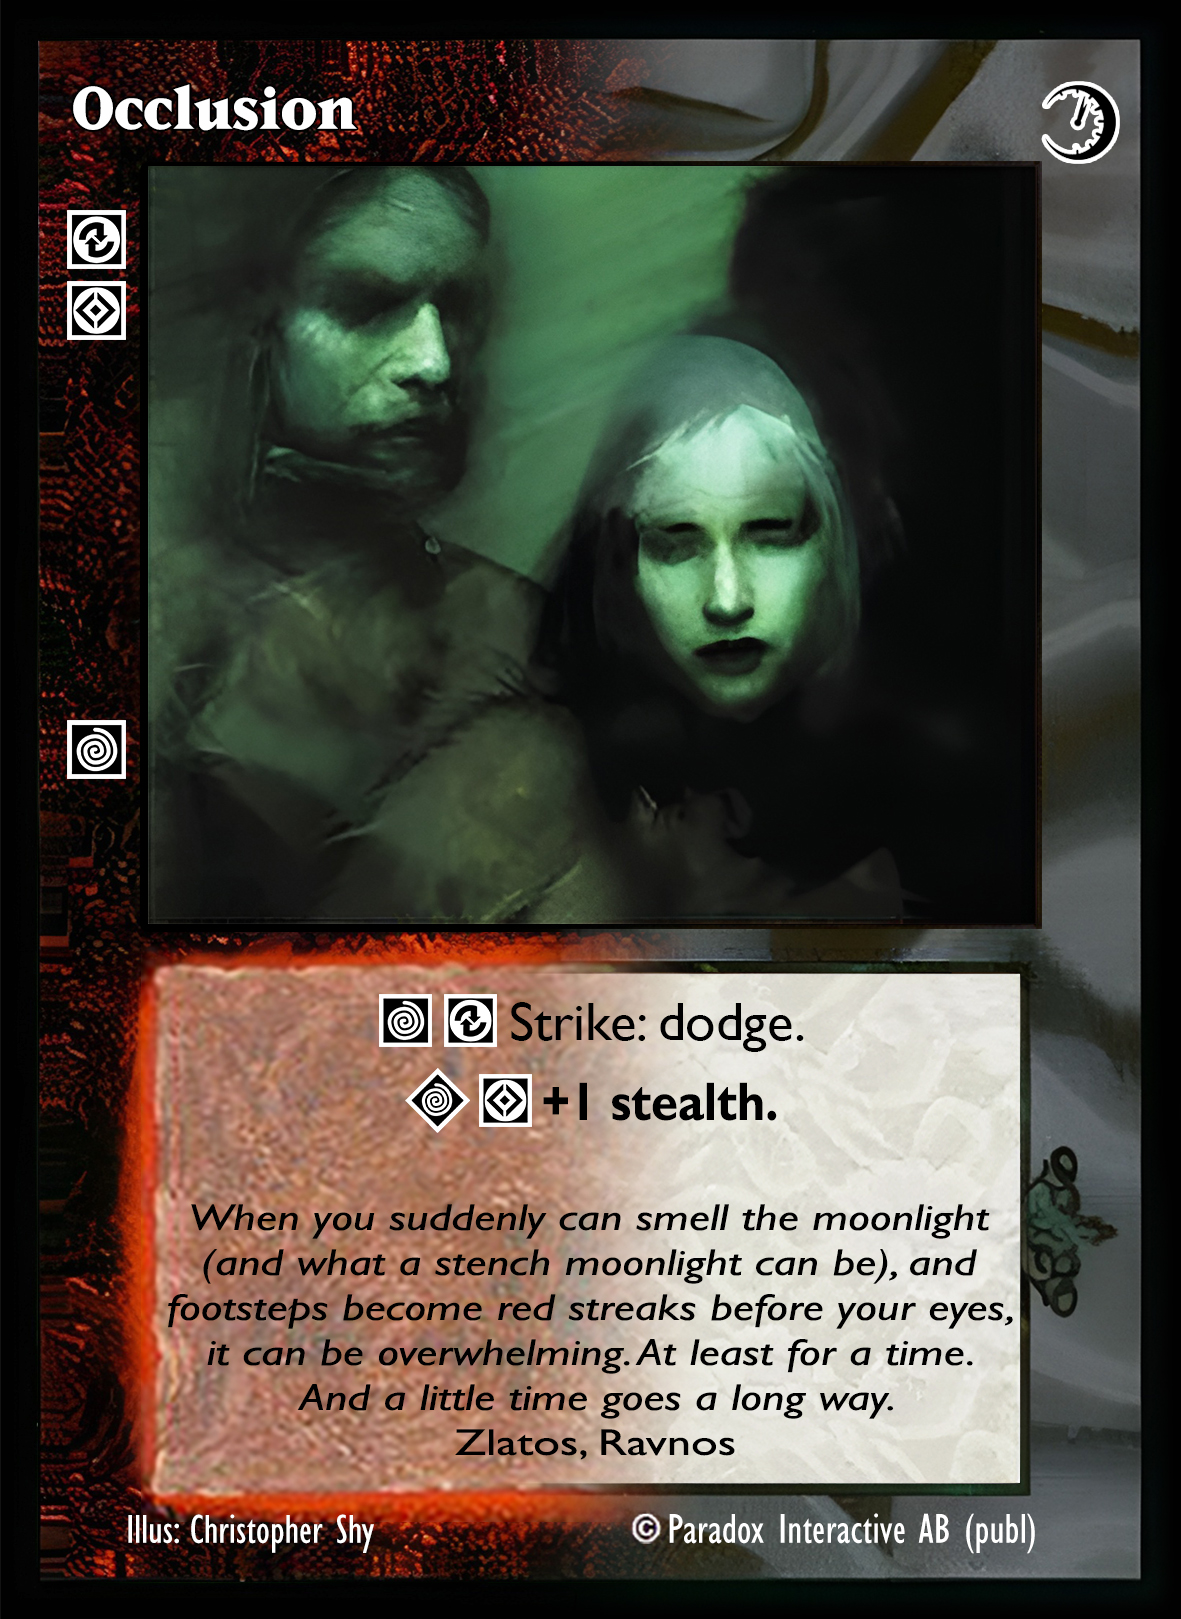 Occlusion
Strike: dodge.
+1 stealth.
When you suddenly can smell the moonlight
(and what a stench moonlight can be), and
footsteps become red streaks before your eyes,
it can be overwhelming. At least for a time.
And a little time goes a long way.
Zlatos, Ravnos
Illus: Christopher Shy
© Paradox Interactive AB (publ)